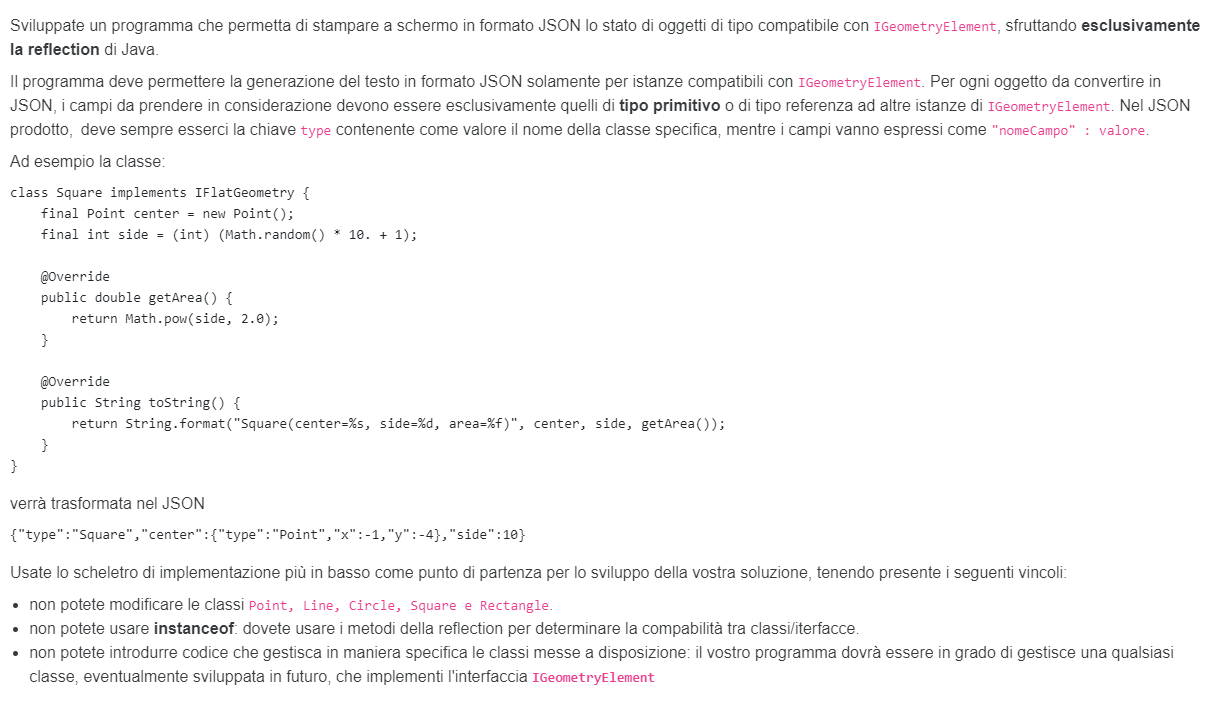 Sviluppate un programma che permetta di stampare a schermo in formato JSON lo stato di oggetti di tipo compatibile con IGeometryElement, sfruttando esclusivamente
la reflection di Java.
Il programma deve permettere la generazione del testo in formato JSON solamente per istanze compatibili con IGeometryElement. Per ogni oggetto da convertire in
JSON, i campi da prendere in considerazione devono essere esclusivamente quelli di tipo primitivo o di tipo referenza ad altre istanze di IGeometryElement. Nel JSON
prodotto, deve sempre esserci la chiave type contenente come valore il nome della classe specifica, mentre i campi vanno espressi come "nomeCampo" : valore.
Ad esempio la classe:
class Square implements IFlatGeometry {
    final Point center = new Point();
    final int side = (int) (Math.random() * 10. + 1);
    @Override
    public double getArea() {
        return Math.pow(side, 2.0);
    }
    @Override
    public String toString() {
        return String.format("Square(center=%s, side=%d, area=%f)", center, side, getArea());
    }
}
verrà trasformata nel JSON
{"type":"Square","center":{"type":"Point","x":-1,"y":-4},"side":10}
Usate lo scheletro di implementazione più in basso come punto di partenza per lo sviluppo della vostra soluzione, tenendo presente i seguenti vincoli:
• non potete modificare le classi Point, Line, Circle, Square e Rectangle.
• non potete usare instanceof: dovete usare i metodi della reflection per determinare la compabilità tra classi/iterfacce.
• non potete introdurre codice che gestisca in maniera specifica le classi messe a disposizione: il vostro programma dovrà essere in grado di gestisce una qualsiasi
classe, eventualmente sviluppata in futuro, che implementi l'interfaccia IGeometryElement